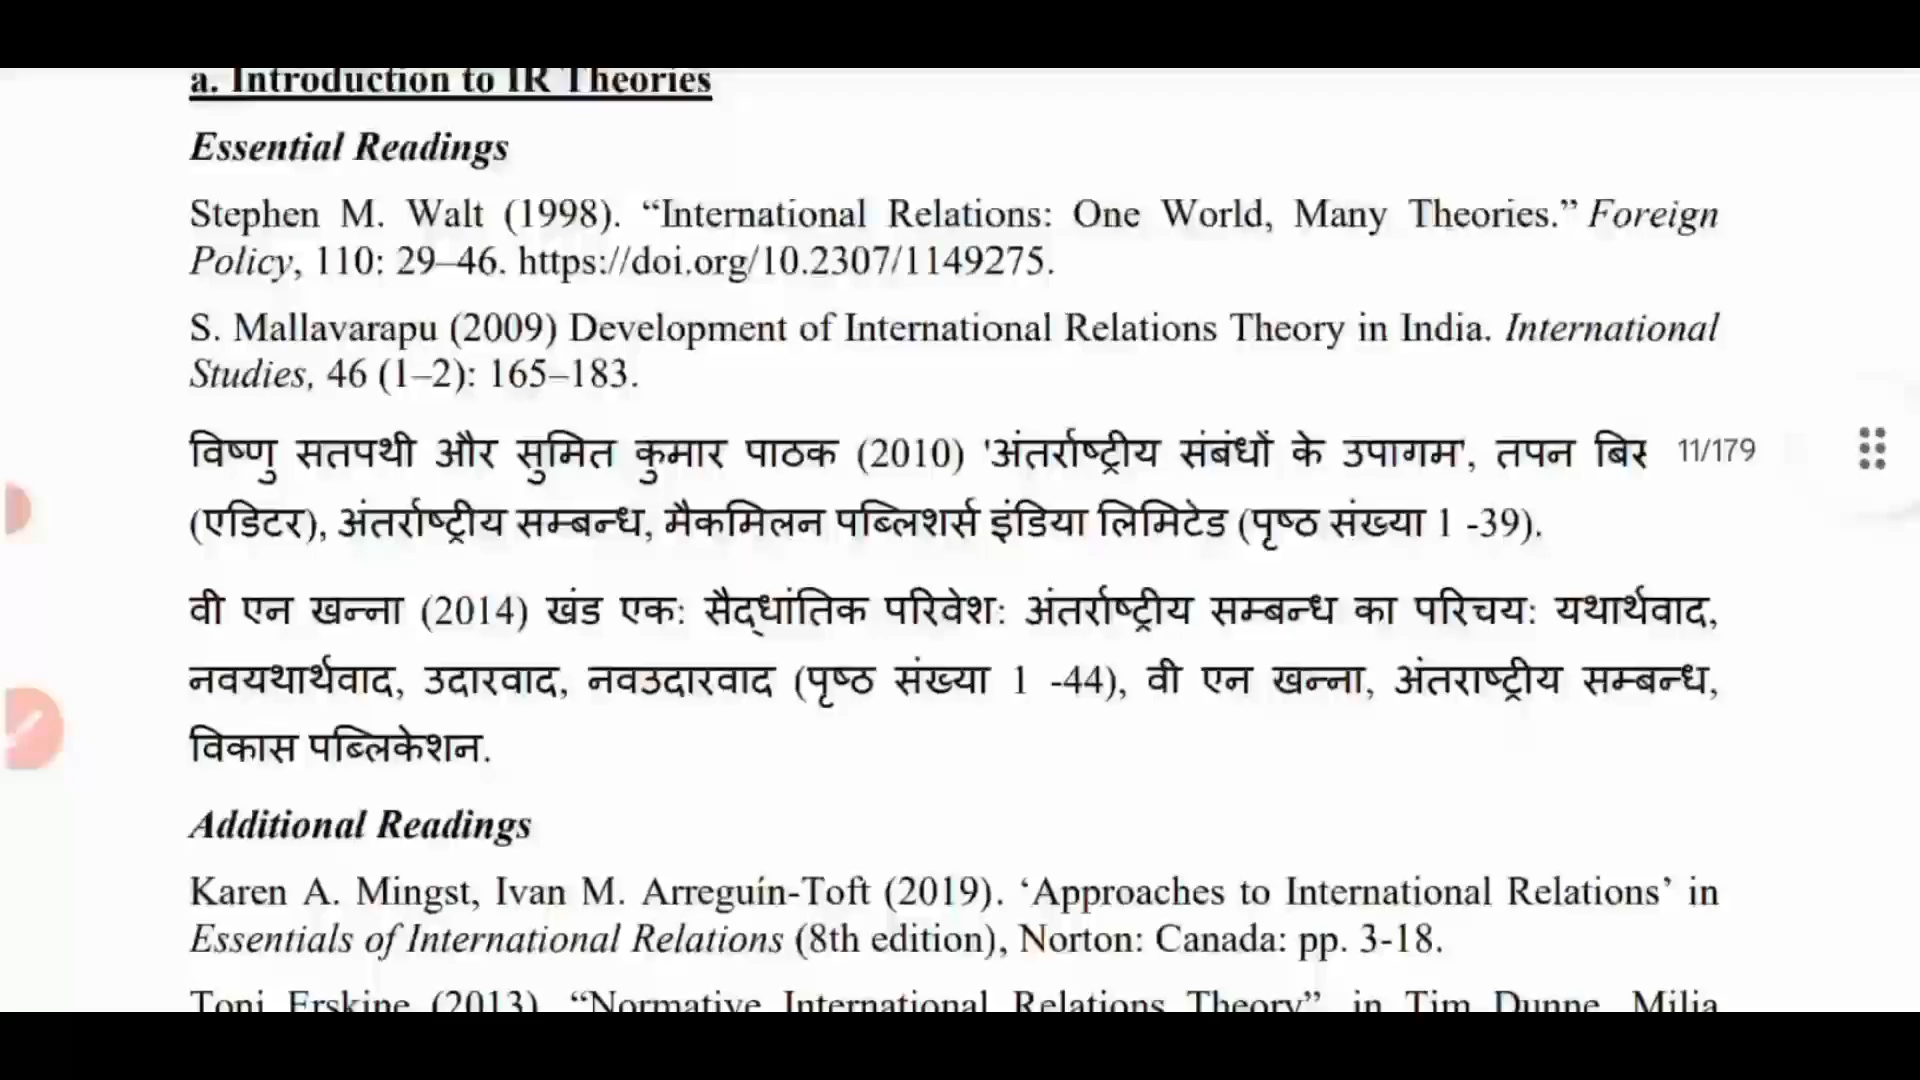 a. Introduction to IR Theories
Essential Readings
Stephen M. Walt (1998). “International Relations: One World, Many Theories.” Foreign
Policy, 110: 29–46. https://doi.org/10.2307/1149275.
S. Mallavarapu (2009) Development of International Relations Theory in India. International
Studies, 46 (1–2): 165–183.
विष्णु सतपथी और सुमित कुमार पाठक (2010) 'अंतर्राष्ट्रीय संबंधों के उपागम', तपन 11/179
(एडिटर), अंतर्राष्ट्रीय सम्बन्ध, मैकमिलन पब्लिशर्स इंडिया लिमिटेड (पृष्ठ संख्या 1 -39).
वी एन खन्ना (2014) खंड एक: सैद्धांतिक परिवेश: अंतर्राष्ट्रीय सम्बन्ध का परिचय: यथार्थवाद,
नवयथार्थवाद, उदारवाद, नवउदारवाद (पृष्ठ संख्या 1 -44), वी एन खन्ना, अंतराष्ट्रीय सम्बन्ध,
विकास पब्लिकेशन.
Additional Readings
Karen A. Mingst, Ivan M. Arreguín-Toft (2019). ‘Approaches to International Relations’ in
Essentials of International Relations (8th edition), Norton: Canada: pp. 3-18.
Toni Erskine (2013). “Normative International Relations Theory”, in Tim Dunne, Milja